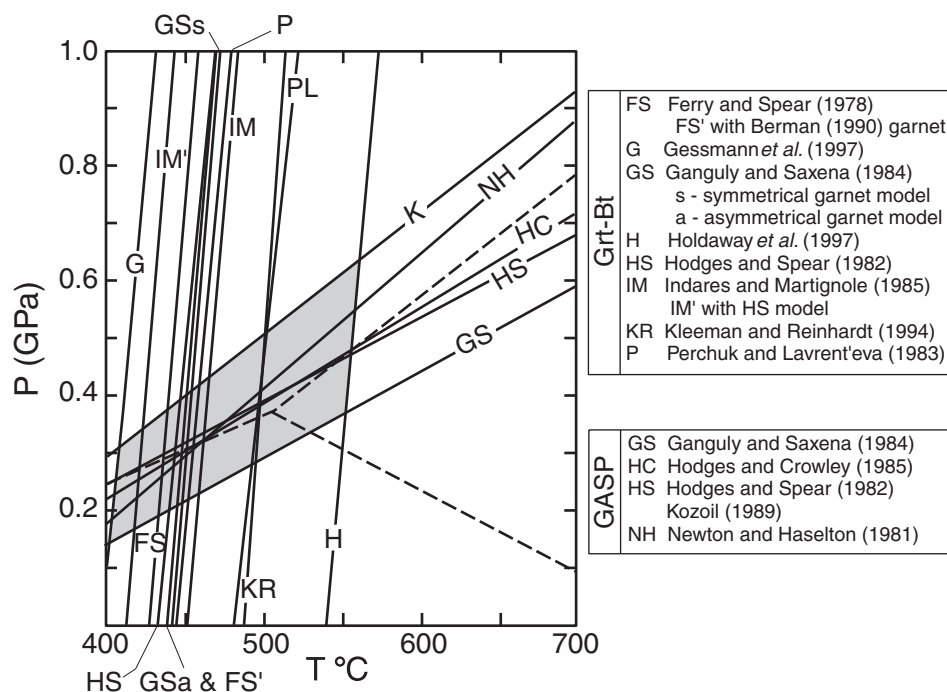 GSs P
1.0
PL
IM
0.8
IM'
NH
K
G
HC
0.6
HS
GS
P (GPa)
0.4
0.2
FS
H
KR
400 500 600 700
T °C
HS GSa & FS'
Grt-Bt
FS Ferry and Spear (1978)
FS' with Berman (1990) garnet
G Gessmann et al. (1997)
GS Ganguly and Saxena (1984)
s - symmetrical garnet model
a - asymmetrical garnet model
H Holdaway et al. (1997)
HS Hodges and Spear (1982)
IM Indares and Martignole (1985)
IM' with HS model
KR Kleeman and Reinhardt (1994)
P Perchuk and Lavrent'eva (1983)
GASP
GS Ganguly and Saxena (1984)
HC Hodges and Crowley (1985)
HS Hodges and Spear (1982)
Kozoil (1989)
NH Newton and Haselton (1981)